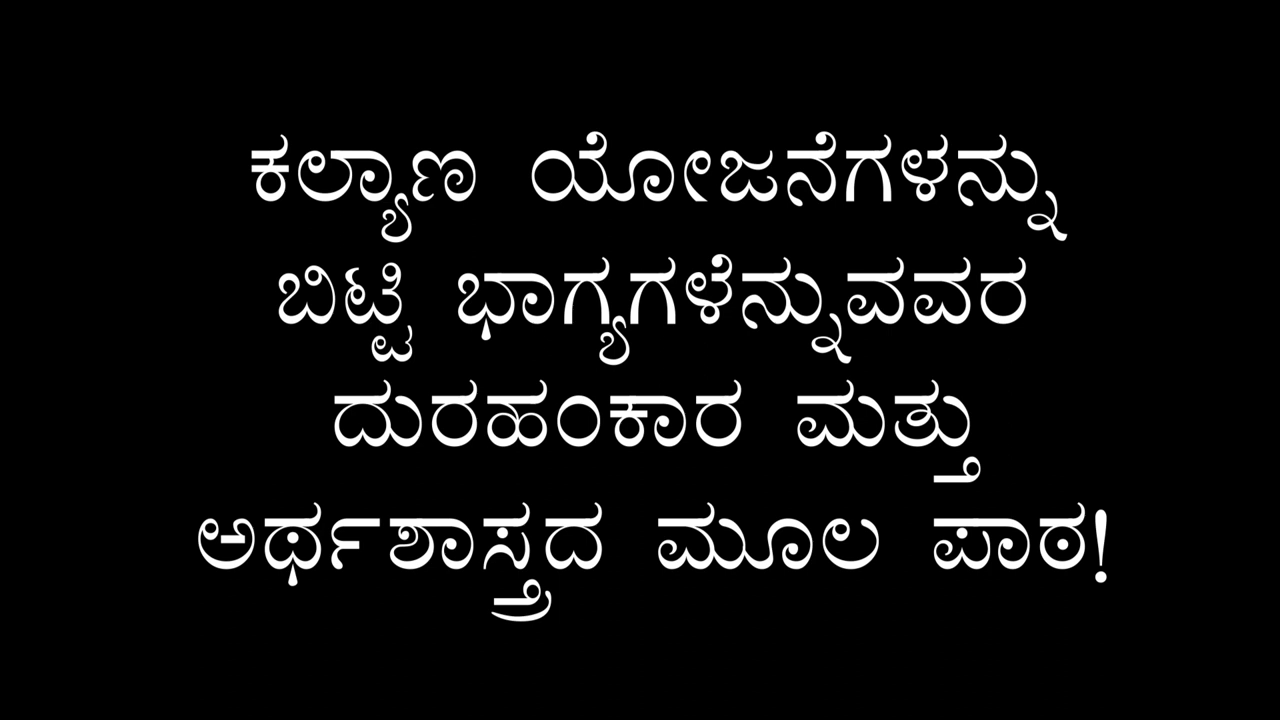 ಕಲ್ಯಾಣ ಯೋಜನೆಗಳನ್ನು
ಬಿಟ್ಟಿ ಭಾಗ್ಯಗಳೆನ್ನುವವರ
ದುರಹಂಕಾರ ಮತ್ತು
ಅರ್ಥಶಾಸ್ತ್ರದ ಮೂಲ ಪಾಠ!